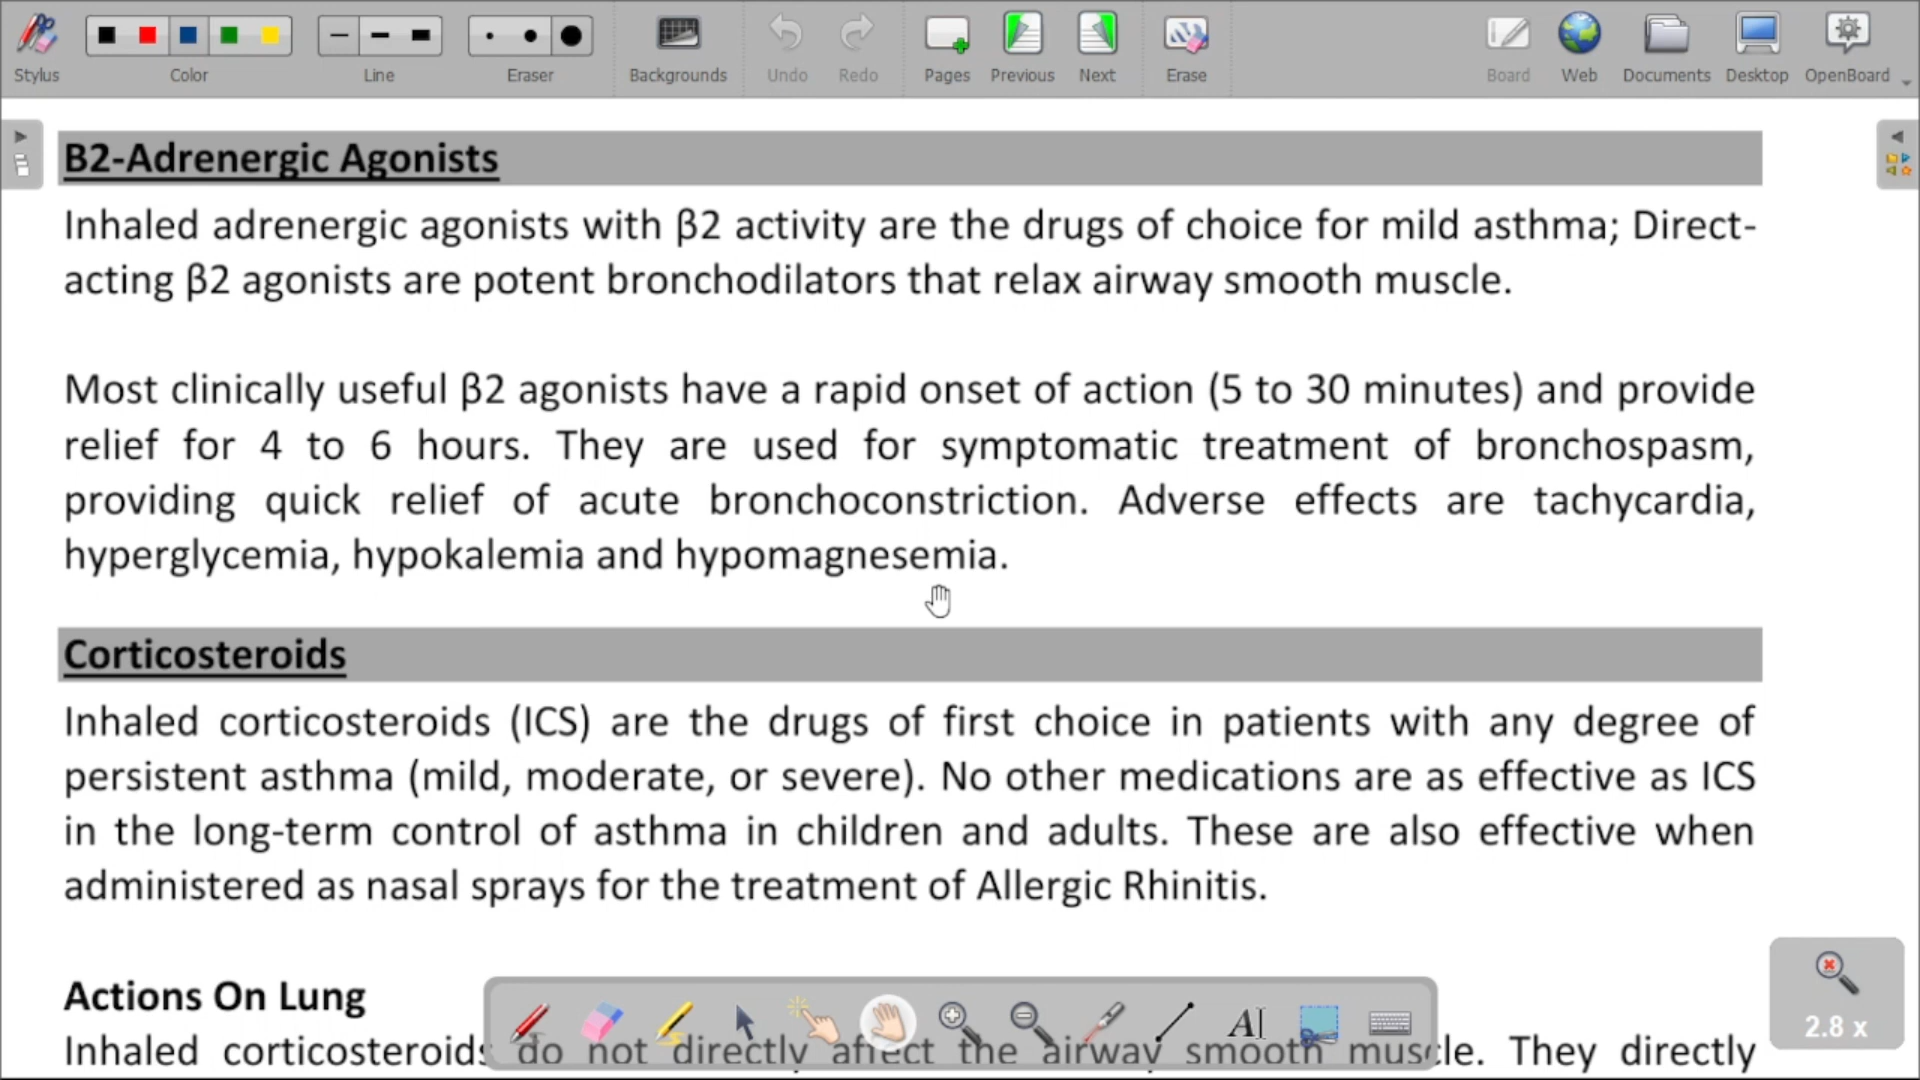 Stylus Color Line Eraser Backgrounds Undo Redo Pages Previous Next Erase Board Web Documents Desktop OpenBoard
B2-Adrenergic Agonists
Inhaled adrenergic agonists with β2 activity are the drugs of choice for mild asthma; Direct-
acting β2 agonists are potent bronchodilators that relax airway smooth muscle.
Most clinically useful β2 agonists have a rapid onset of action (5 to 30 minutes) and provide
relief for 4 to 6 hours. They are used for symptomatic treatment of bronchospasm,
providing quick relief of acute bronchoconstriction. Adverse effects are tachycardia,
hyperglycemia, hypokalemia and hypomagnesemia.
Corticosteroids
Inhaled corticosteroids (ICS) are the drugs of first choice in patients with any degree of
persistent asthma (mild, moderate, or severe). No other medications are as effective as ICS
in the long-term control of asthma in children and adults. These are also effective when
administered as nasal sprays for the treatment of Allergic Rhinitis.
Actions On Lung
Inhaled corticosteroids do not directly affect the airway smooth muscle. They directly
AI
2.8 x